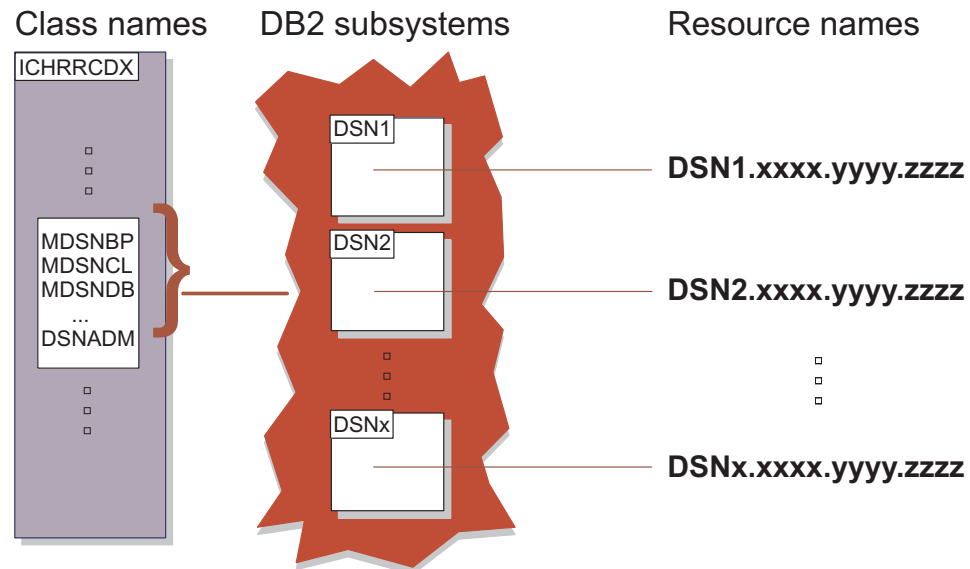 Class names
DB2 subsystems
Resource names
ICHRRCDX
MDSNBP
MDSNCL
MDSNDB
...
DSNADM
DSN1
DSN2
DSNx
DSN1.xxxx.yyyy.zzzz
DSN2.xxxx.yyyy.zzzz
DSNx.xxxx.yyyy.zzzz